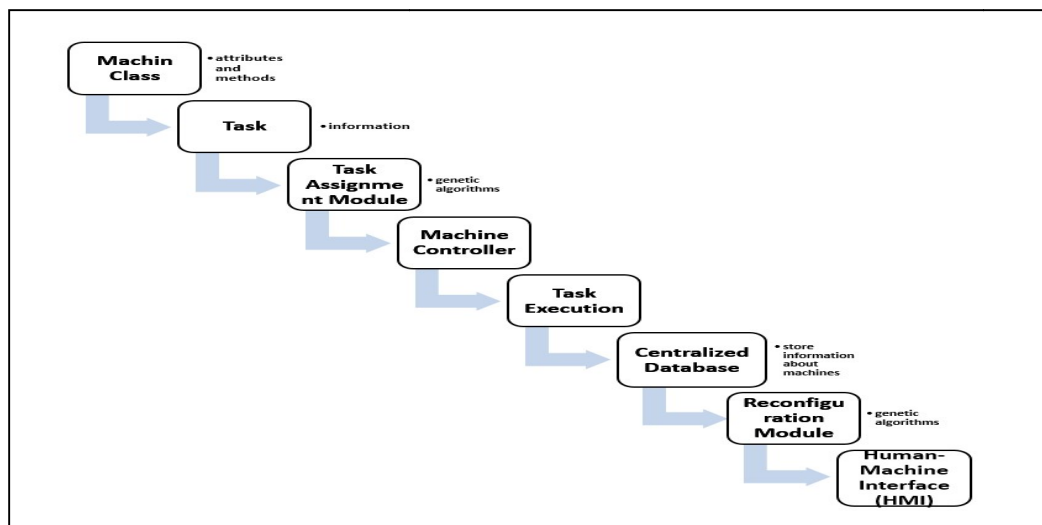 Machin
Class
• attributes
and
methods
Task
• information
Task
Assignme
nt Module
• genetic
algorithms
Machine
Controller
Task
Execution
Centralized
Database
• store
information
about
machines
Reconfigu
ration
Module
• genetic
algorithms
Human-
Machine
Interface
(HMI)